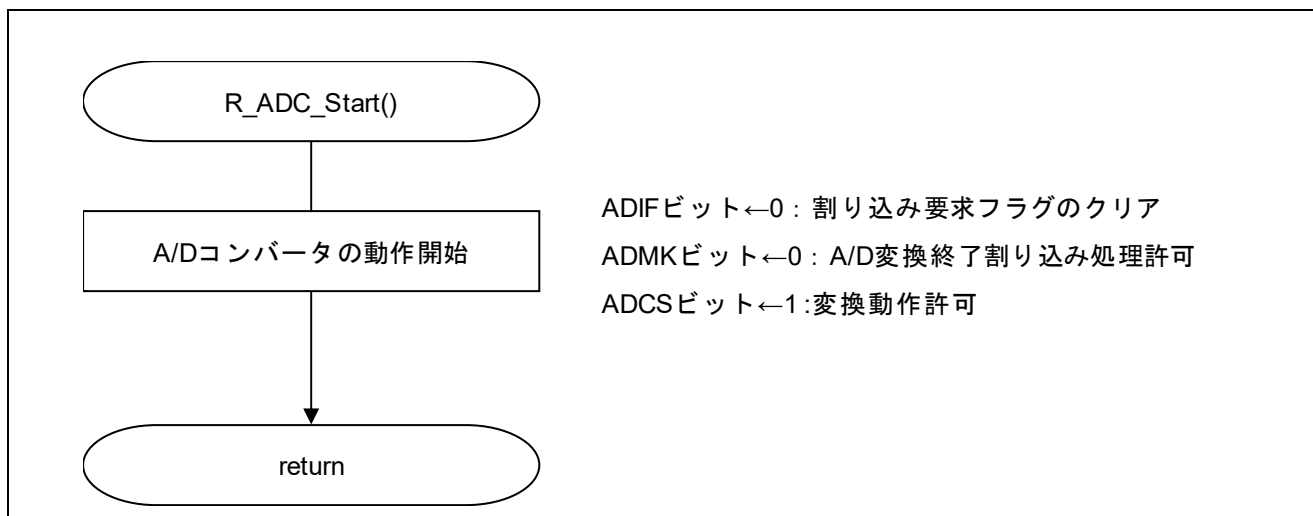 R_ADC_Start()
A/Dコンバータの動作開始
ADIFビット←0：割り込み要求フラグのクリア
ADMKビット←0：A/D変換終了割り込み処理許可
ADCSビット←1:変換動作許可
return